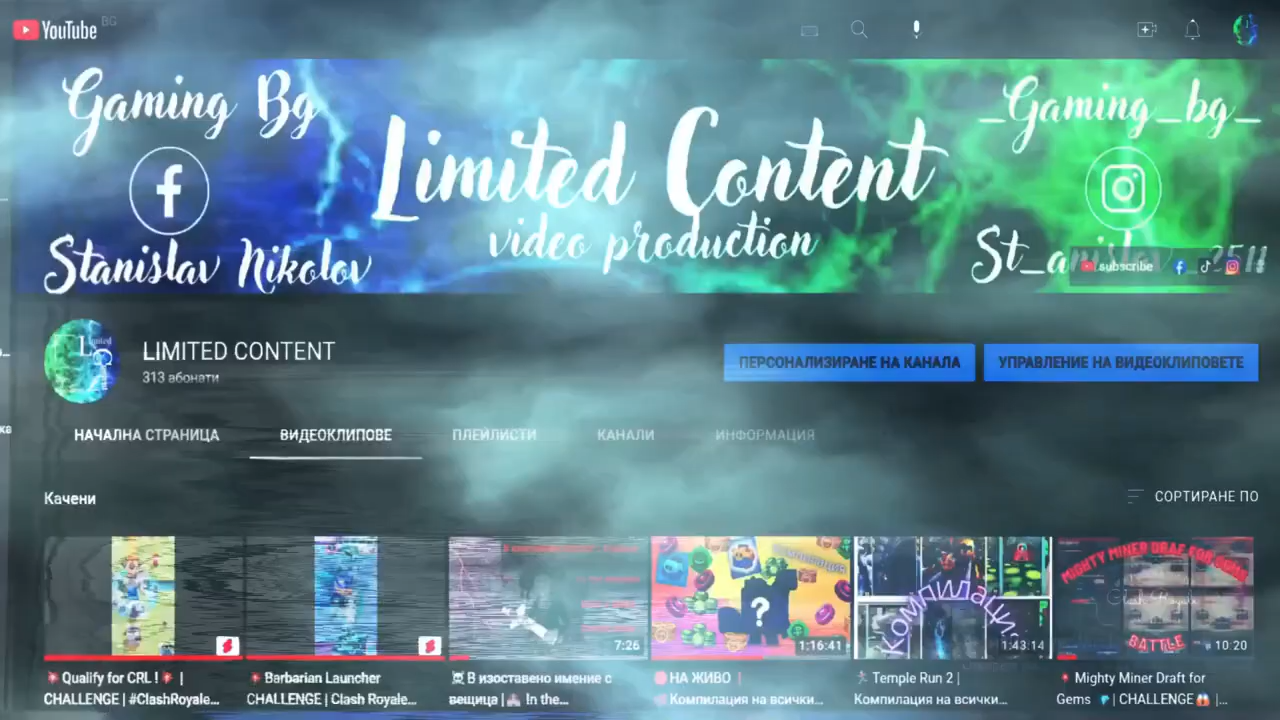 YouTube BG
Gaming Bg
Stanislav Nikolov
Limited Content
video production
_Gaming_bg_
subscribe
LIMITED CONTENT
313 абонати
ПЕРСОНАЛИЗИРАНЕ НА КАНАЛА
УПРАВЛЕНИЕ НА ВИДЕОКЛИПОВЕТЕ
НАЧАЛНА СТРАНИЦА
ВИДЕОКЛИПОВЕ
ПЛЕЙЛИСТИ
КАНАЛИ
ИНФОРМАЦИЯ
Качени
СОРТИРАНЕ ПО
7:26
1:16:41
КОМПИЛАЦИЯ
1:43:14
MIGHTY MINER DRAF FOR GEMS
Clash Royale
BATTLE
10:20
Qualify for CRL ! |
CHALLENGE | #ClashRoyale...
Barbarian Launcher
CHALLENGE | Clash Royale...
В изоставено имение с
вещица | In the...
НА ЖИВО |
Компилация на всички...
Temple Run 2 |
Компилация на всички...
Mighty Miner Draft for
Gems | CHALLENGE |...